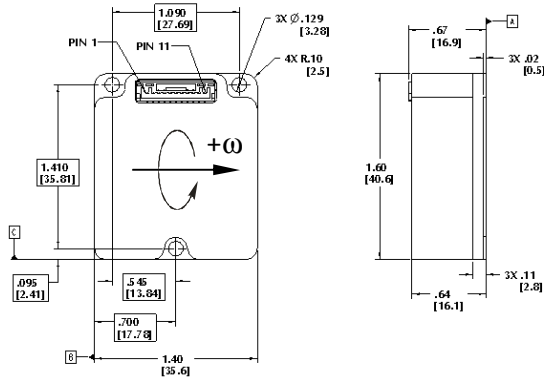 1.090
[27.69]
3X Ø.129
[3.28]
.67
[16.9]
A
PIN 1
PIN 11
4X R.10
[2.5]
3X .02
[0.5]
+ω
1.410
[35.81]
1.60
[40.6]
C
.095
[2.41]
.545
[13.84]
3X .11
[2.8]
.64
[16.1]
.700
[17.78]
B
1.40
[35.6]